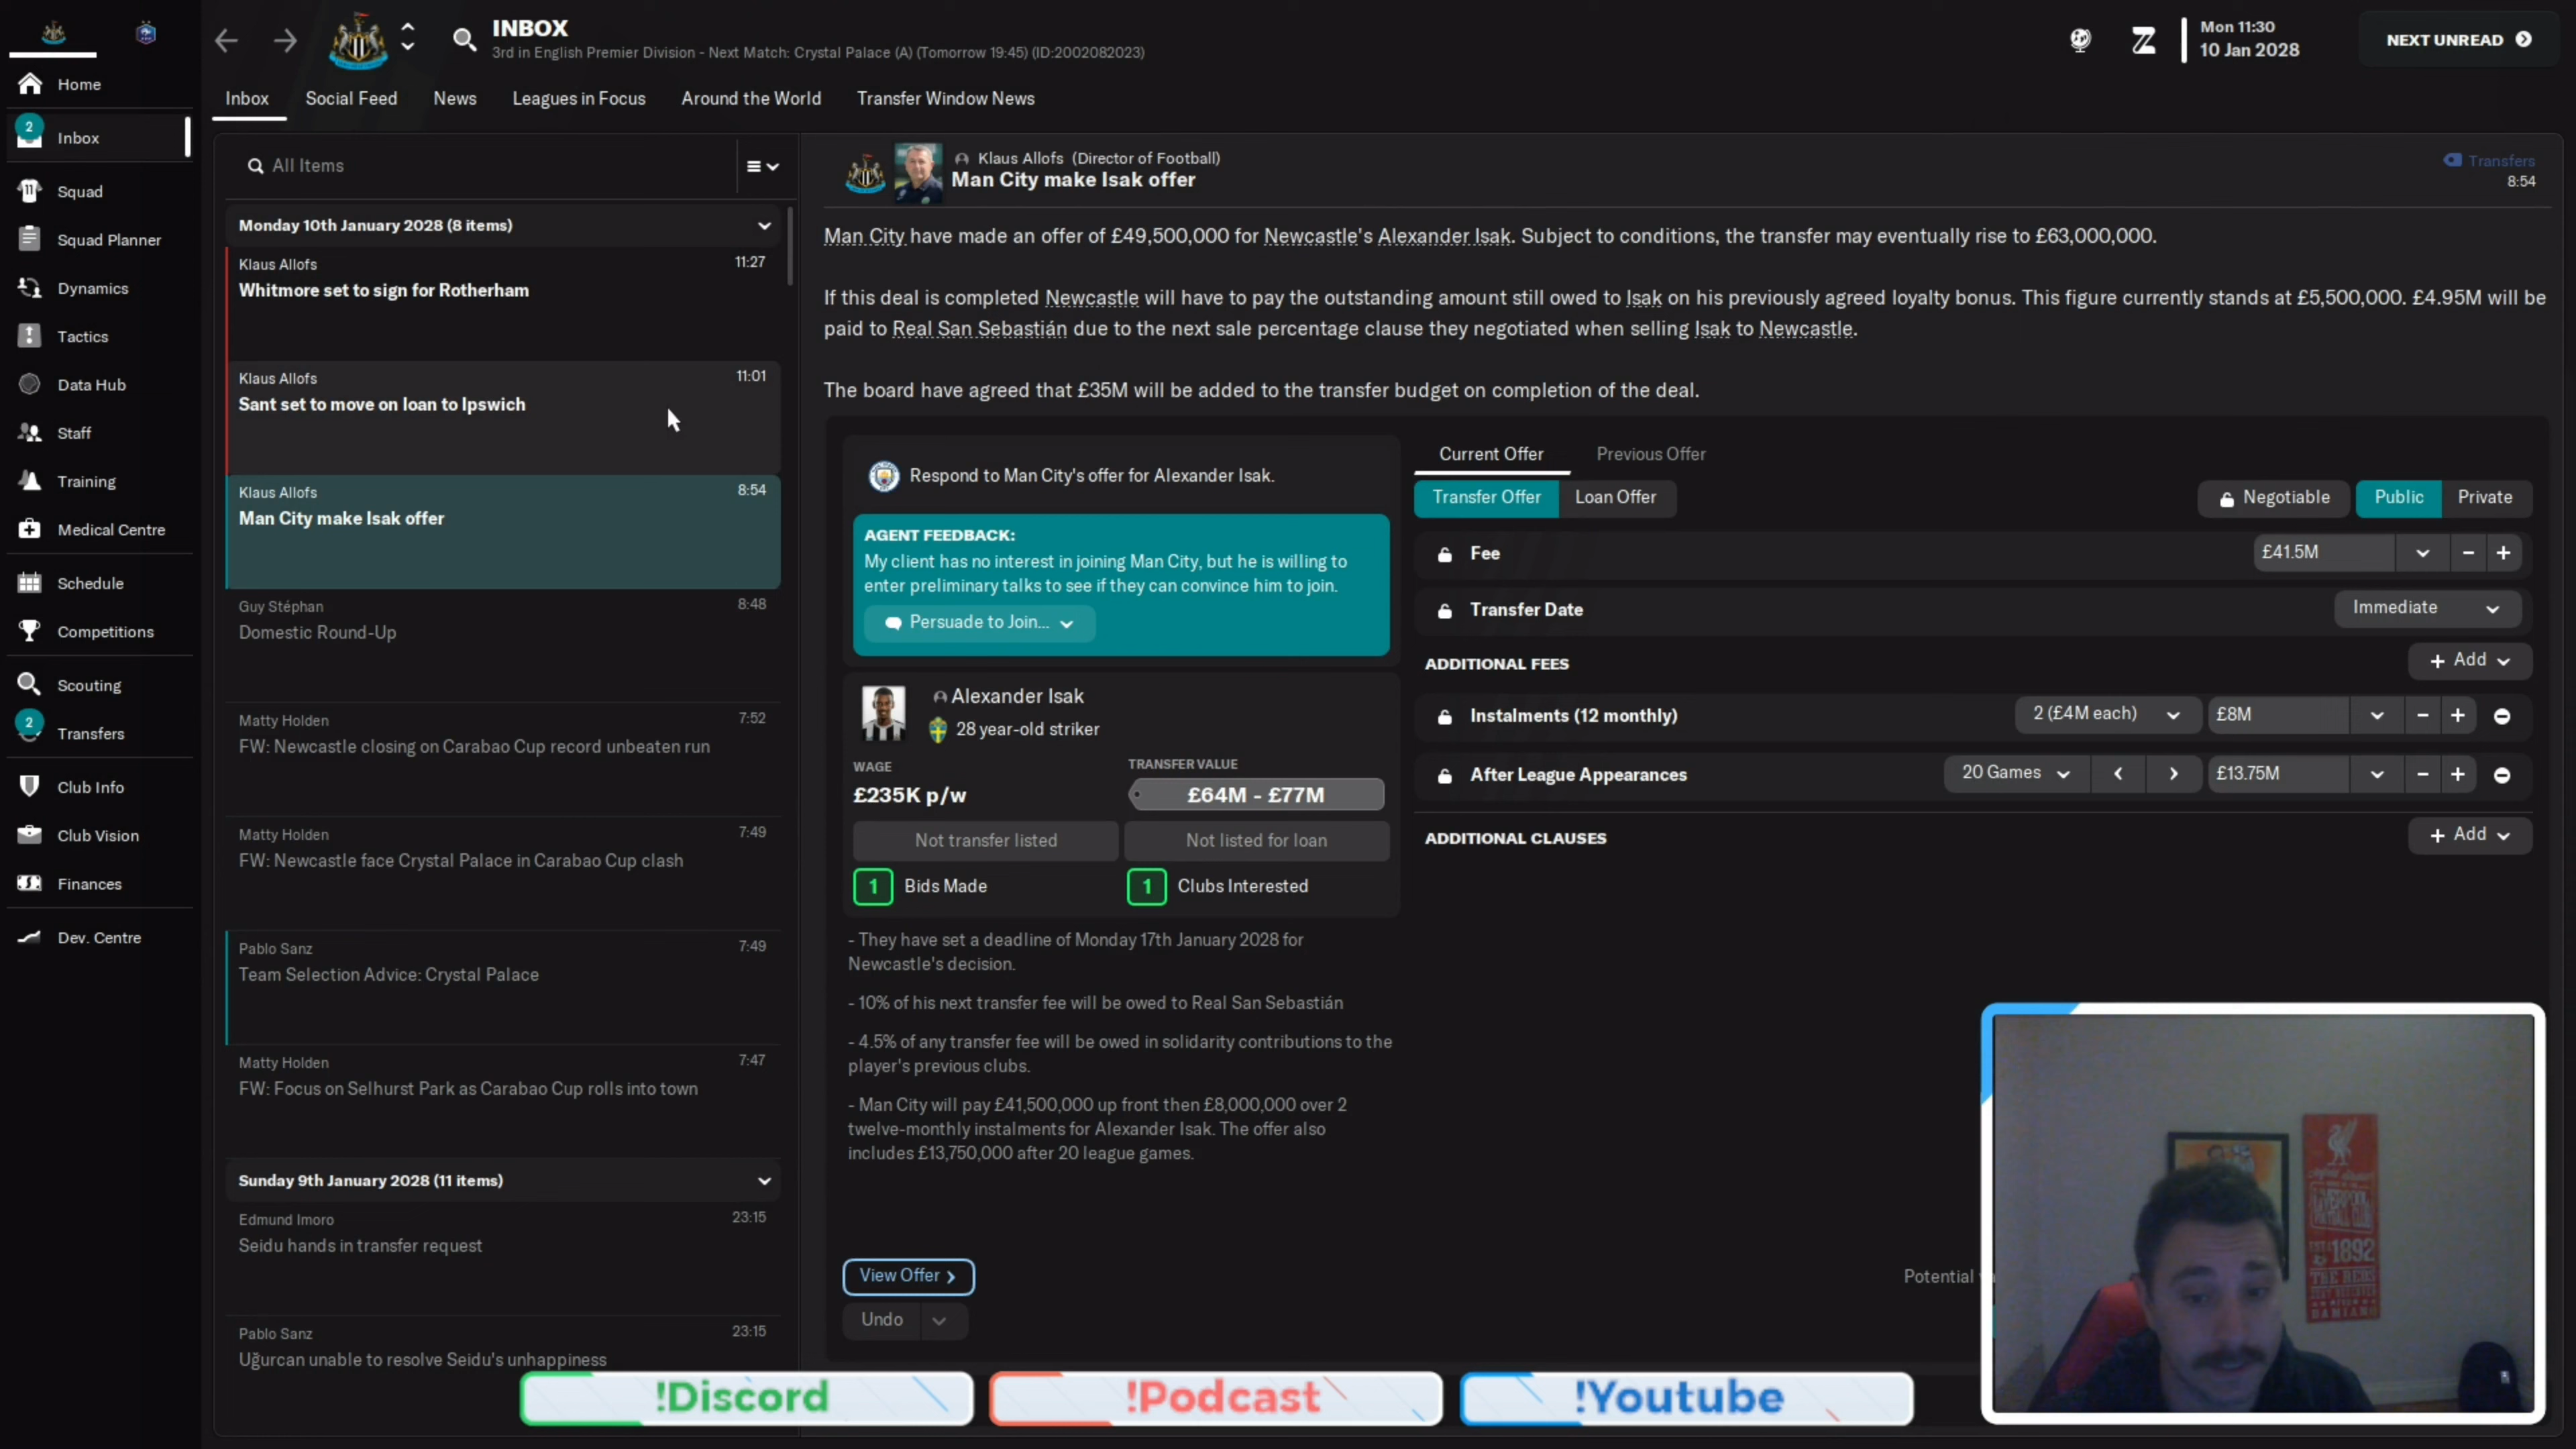 INBOX
3rd in English Premier Division - Next Match: Crystal Palace (A) (Tomorrow 19:45) (ID:2002082023)
Mon 11:30
10 Jan 2028
NEXT UNREAD
Home
2
Inbox
Squad
Squad Planner
Dynamics
Tactics
Data Hub
Staff
Training
Medical Centre
Schedule
Competitions
Scouting
2
Transfers
Club Info
Club Vision
Finances
Dev. Centre
Inbox
Social Feed
News
Leagues in Focus
Around the World
Transfer Window News
All Items
Monday 10th January 2028 (8 items)
Klaus Allofs 11:27
Whitmore set to sign for Rotherham
Klaus Allofs 11:01
Sant set to move on loan to Ipswich
Klaus Allofs 8:54
Man City make Isak offer
Guy Stéphan 8:48
Domestic Round-Up
Matty Holden 7:52
FW: Newcastle closing on Carabao Cup record unbeaten run
Matty Holden 7:49
FW: Newcastle face Crystal Palace in Carabao Cup clash
Pablo Sanz 7:49
Team Selection Advice: Crystal Palace
Matty Holden 7:47
FW: Focus on Selhurst Park as Carabao Cup rolls into town
Sunday 9th January 2028 (11 items)
Edmund Imoro 23:15
Seidu hands in transfer request
Pablo Sanz 23:15
Uğurcan unable to resolve Seidu's unhappiness
Klaus Allofs (Director of Football)
Man City make Isak offer
Transfers
8:54
Man City have made an offer of £49,500,000 for Newcastle's Alexander Isak. Subject to conditions, the transfer may eventually rise to £63,000,000.
If this deal is completed Newcastle will have to pay the outstanding amount still owed to Isak on his previously agreed loyalty bonus. This figure currently stands at £5,500,000. £4.95M will be
paid to Real San Sebastián due to the next sale percentage clause they negotiated when selling Isak to Newcastle.
The board have agreed that £35M will be added to the transfer budget on completion of the deal.
Respond to Man City's offer for Alexander Isak.
AGENT FEEDBACK:
My client has no interest in joining Man City, but he is willing to
enter preliminary talks to see if they can convince him to join.
Persuade to Join...
Alexander Isak
28 year-old striker
WAGE
TRANSFER VALUE
£235K p/w
£64M - £77M
Not transfer listed
Not listed for loan
1 Bids Made
1 Clubs Interested
- They have set a deadline of Monday 17th January 2028 for
Newcastle's decision.
- 10% of his next transfer fee will be owed to Real San Sebastián
- 4.5% of any transfer fee will be owed in solidarity contributions to the
player's previous clubs.
- Man City will pay £41,500,000 up front then £8,000,000 over 2
twelve-monthly instalments for Alexander Isak. The offer also
includes £13,750,000 after 20 league games.
View Offer
Undo
Current Offer
Previous Offer
Transfer Offer
Loan Offer
Negotiable
Public
Private
Fee
£41.5M
Transfer Date
Immediate
ADDITIONAL FEES
+ Add
Instalments (12 monthly)
2 (£4M each)
£8M
After League Appearances
20 Games
£13.75M
ADDITIONAL CLAUSES
+ Add
Potential
LIVERPOOL
FOOTBALL CLUB
EST 1892
THE REDS
DAMIANO
!Discord
!Podcast
!Youtube